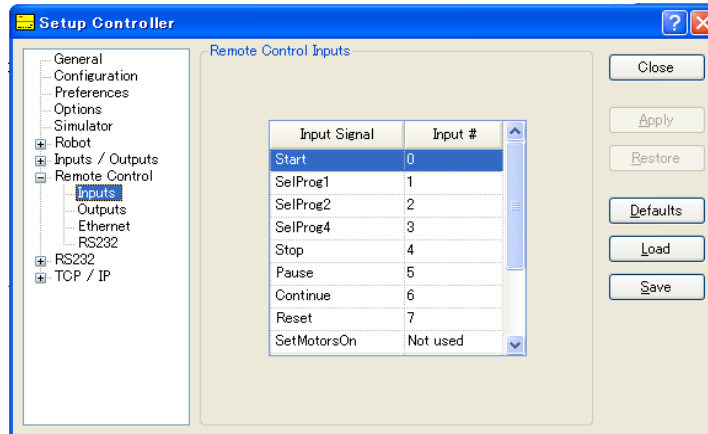 Setup Controller
General
Configuration
Preferences
Options
Simulator
Robot
Inputs / Outputs
Remote Control
Inputs
Outputs
Ethernet
RS232
RS232
TCP / IP
Remote Control Inputs
Input Signal Input #
Start 0
SelProg1 1
SelProg2 2
SelProg4 3
Stop 4
Pause 5
Continue 6
Reset 7
SetMotorsOn Not used
Close
Apply
Restore
Defaults
Load
Save